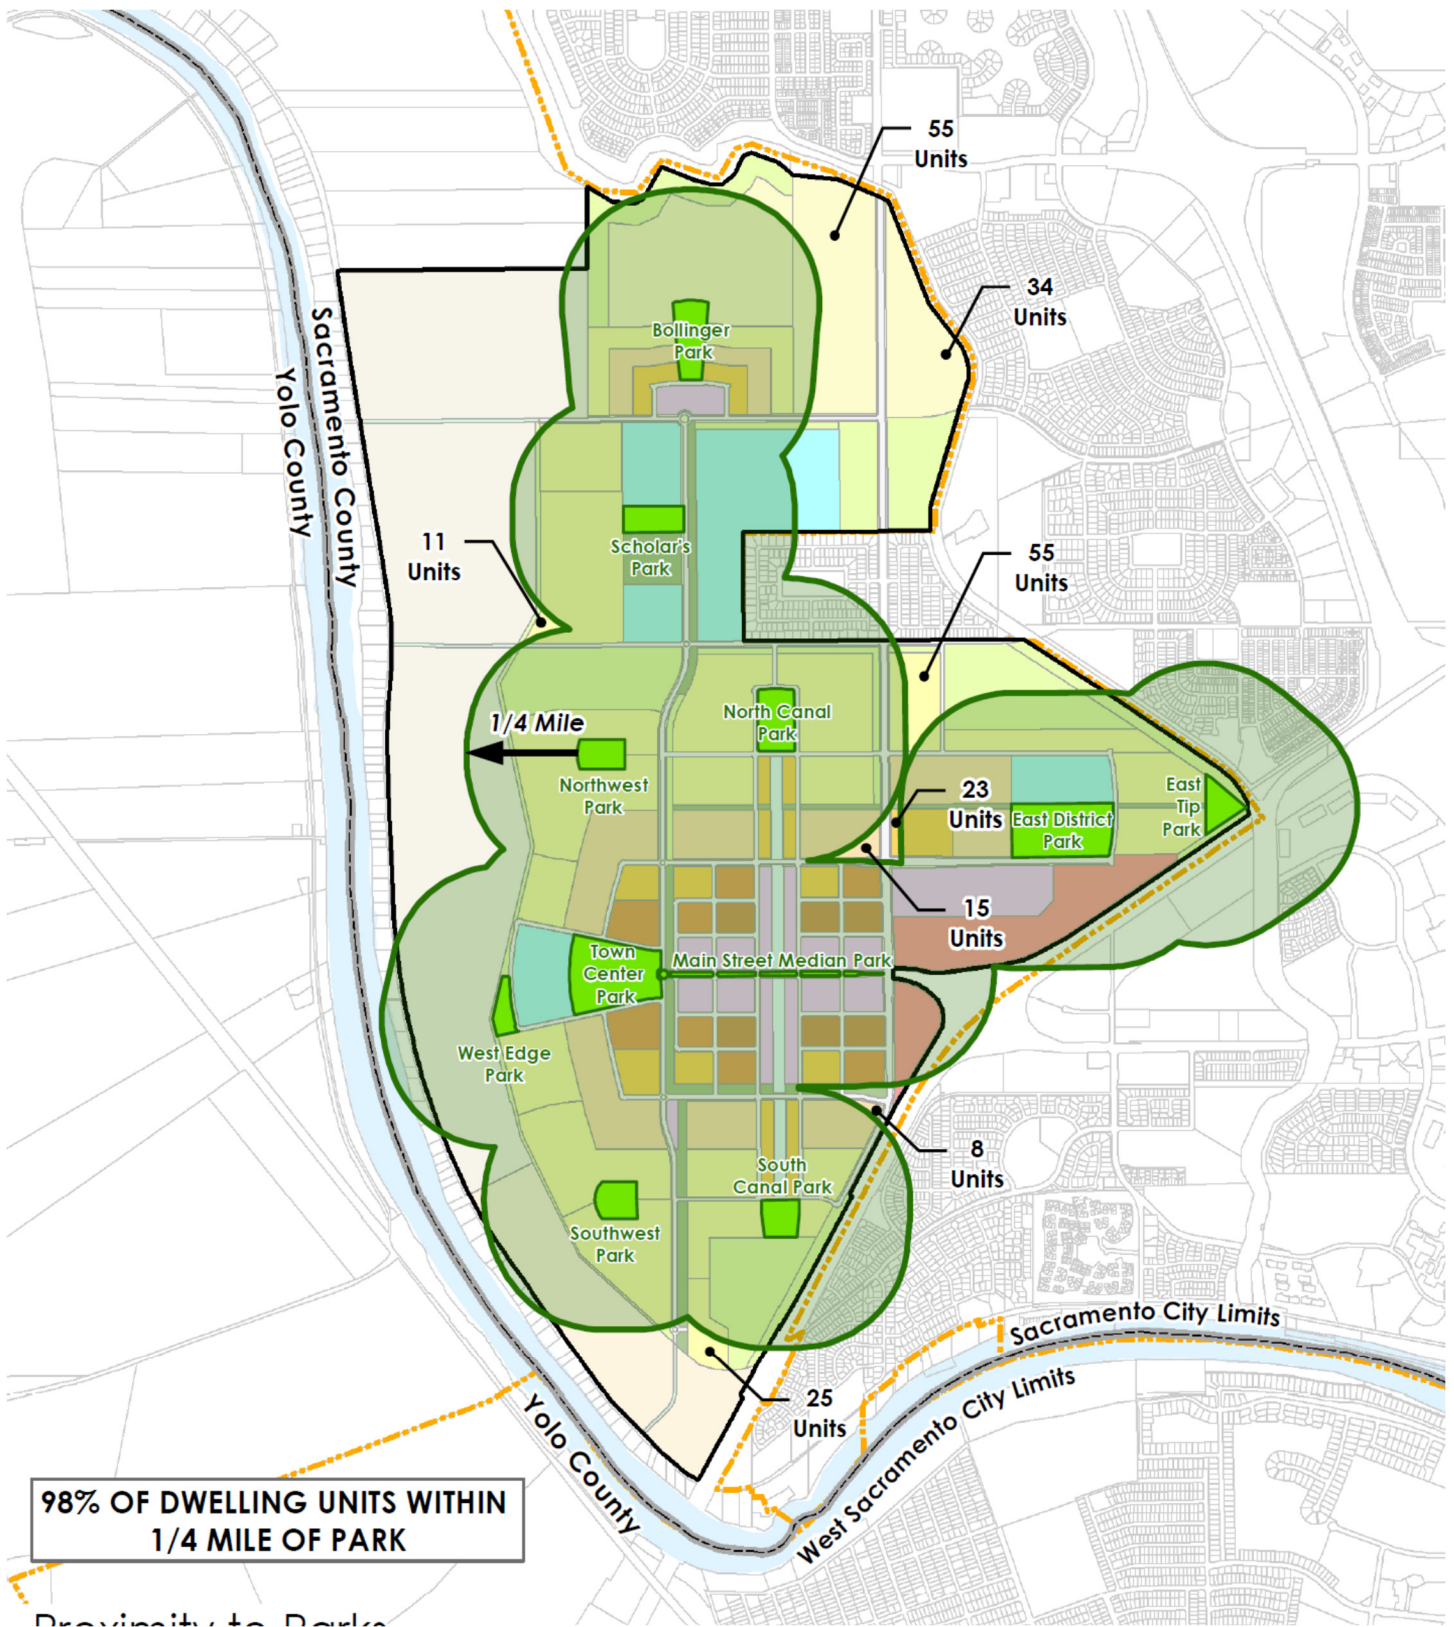 55
Units
34
Units
Sacramento County
Yolo County
Bollinger
Park
11
Units
Scholar's
Park
55
Units
1/4 Mile
North Canal
Park
Northwest
Park
23
Units
East District
Park
East
Tip
Park
15
Units
Town
Center
Park
Main Street Median Park
West Edge
Park
8
Units
South
Canal Park
Southwest
Park
Sacramento City Limits
West Sacramento City Limits
25
Units
Yolo County
98% OF DWELLING UNITS WITHIN
1/4 MILE OF PARK
Proximity to Parks